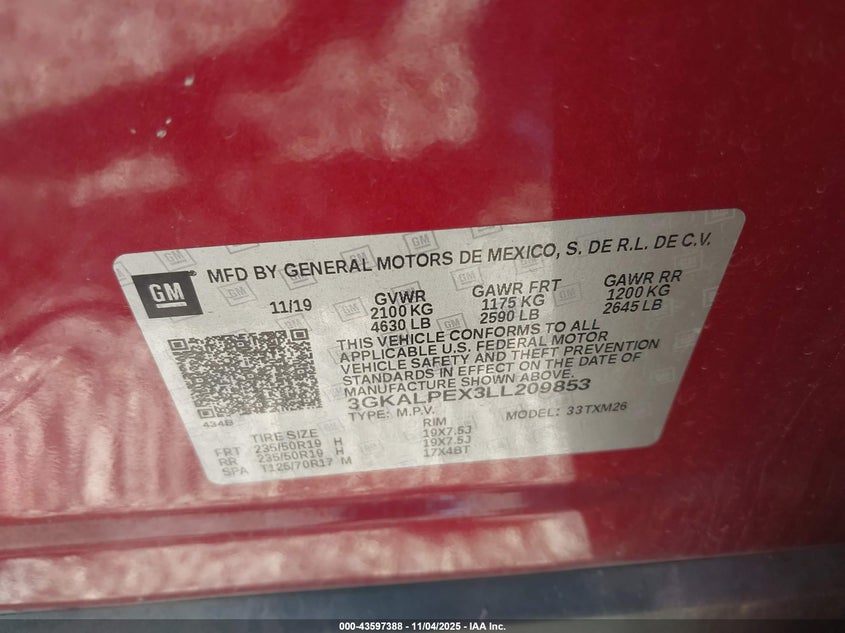 GM
MFD BY GENERAL MOTORS DE MEXICO, S. DE R.L. DE C.V.
11/19 GVWR GAWR FRT GAWR RR
2100 KG 1175 KG 1200 KG
4630 LB 2590 LB 2645 LB
THIS VEHICLE CONFORMS TO ALL
APPLICABLE U.S. FEDERAL MOTOR
VEHICLE SAFETY AND THEFT PREVENTION
STANDARDS IN EFFECT ON THE DATE OF
MANUFACTURE SHOWN ABOVE.
3GKALPEX3LL209853
TYPE: M.P.V. MODEL: 33TXM26
434B
TIRE SIZE RIM
FRT 235/50R19 H 19X7.5J
RR 235/50R19 H 19X7.5J
SPA T125/70R17 M 17X4BT
000-43597388 - 11/04/2025 - IAA Inc.